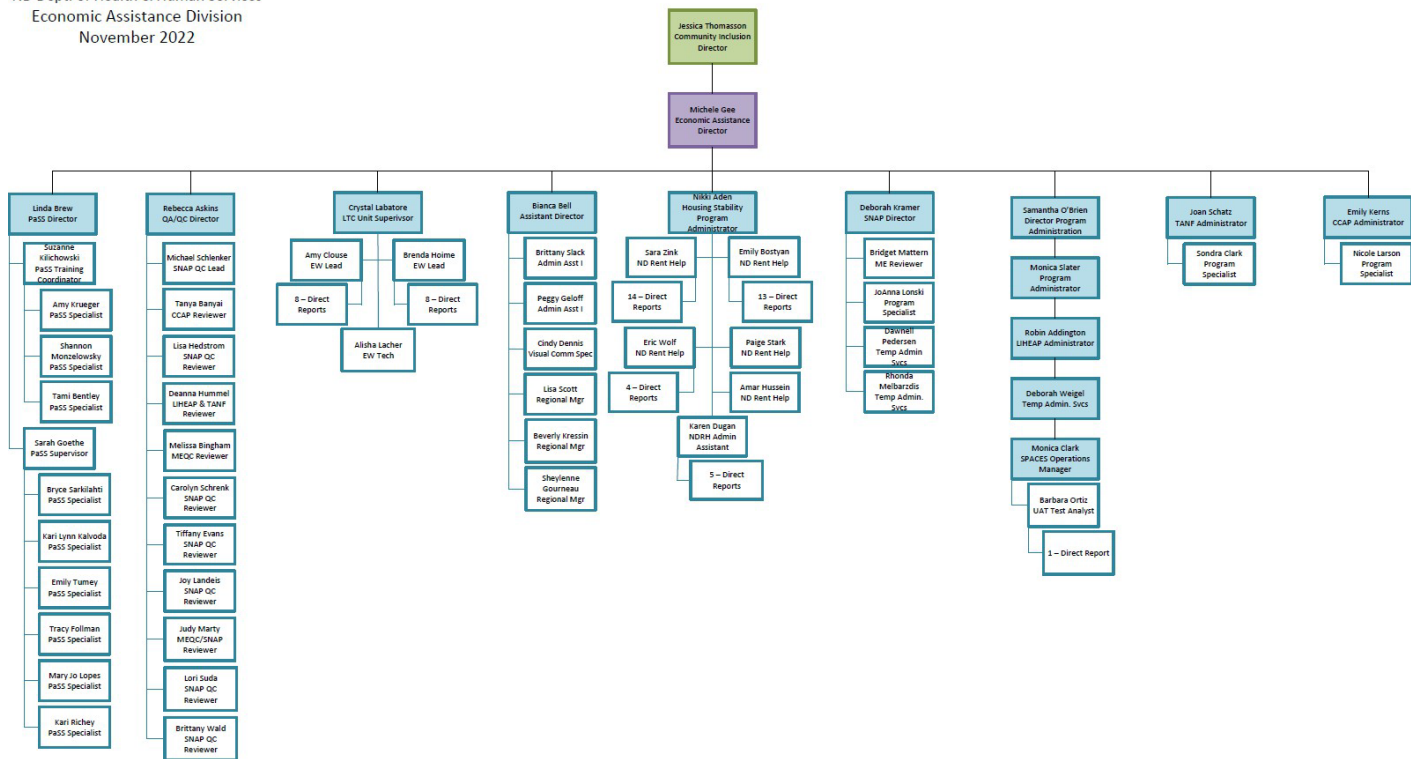 Economic Assistance Division
November 2022
Jessica Thomasson
Community Inclusion
Director
Michele Gee
Economic Assistance
Director
Linda Brew
PaSS Director
Suzanne
Kilichowski
PaSS Training
Coordinator
Amy Krueger
PaSS Specialist
Shannon
Monzelowsky
PaSS Specialist
Tami Bentley
PaSS Specialist
Sarah Goethe
PaSS Supervisor
Bryce Sarkilahti
PaSS Specialist
Kari Lynn Kalvoda
PaSS Specialist
Emily Tumey
PaSS Specialist
Tracy Follman
PaSS Specialist
Mary Jo Lopes
PaSS Specialist
Kari Richey
PaSS Specialist
Rebecca Askins
QA/QC Director
Michael Schlenker
SNAP QC Lead
Tanya Banyai
CCAP Reviewer
Lisa Hedstrom
SNAP QC
Reviewer
Deanna Hummel
LIHEAP & TANF
Reviewer
Melissa Bingham
MEQC Reviewer
Carolyn Schrenk
SNAP QC
Reviewer
Tiffany Evans
SNAP QC
Reviewer
Joy Landeis
SNAP QC
Reviewer
Judy Marty
MEQC/SNAP
Reviewer
Lori Suda
SNAP QC
Reviewer
Brittany Wald
SNAP QC
Reviewer
Crystal Labatore
LTC Unit Superivsor
Amy Clouse
EW Lead
8 – Direct
Reports
Brenda Hoime
EW Lead
8 – Direct
Reports
Alisha Lacher
EW Tech
Bianca Bell
Assistant Director
Brittany Slack
Admin Asst I
Peggy Geloff
Admin Asst I
Cindy Dennis
Visual Comm Spec
Lisa Scott
Regional Mgr
Beverly Kressin
Regional Mgr
Sheylenne
Gourneau
Regional Mgr
Nikki Aden
Housing Stability
Program
Administrator
Sara Zink
ND Rent Help
14 – Direct
Reports
Emily Bostyan
ND Rent Help
13 – Direct
Reports
Eric Wolf
ND Rent Help
4 – Direct
Reports
Paige Stark
ND Rent Help
Amar Hussein
ND Rent Help
Karen Dugan
NDRH Admin
Assistant
5 – Direct
Reports
Deborah Kramer
SNAP Director
Bridget Mattern
ME Reviewer
JoAnna Lonski
Program
Specialist
Dawnell
Pedersen
Temp Admin
Svcs
Rhonda
Melbarzdis
Temp Admin.
Svcs
Samantha O'Brien
Director Program
Administration
Monica Slater
Program
Administrator
Robin Addington
LIHEAP Administrator
Deborah Weigel
Temp Admin. Svcs
Monica Clark
SPACES Operations
Manager
Barbara Ortiz
UAT Test Analyst
1 – Direct Report
Joan Schatz
TANF Administrator
Sondra Clark
Program
Specialist
Emily Kerns
CCAP Administrator
Nicole Larson
Program
Specialist